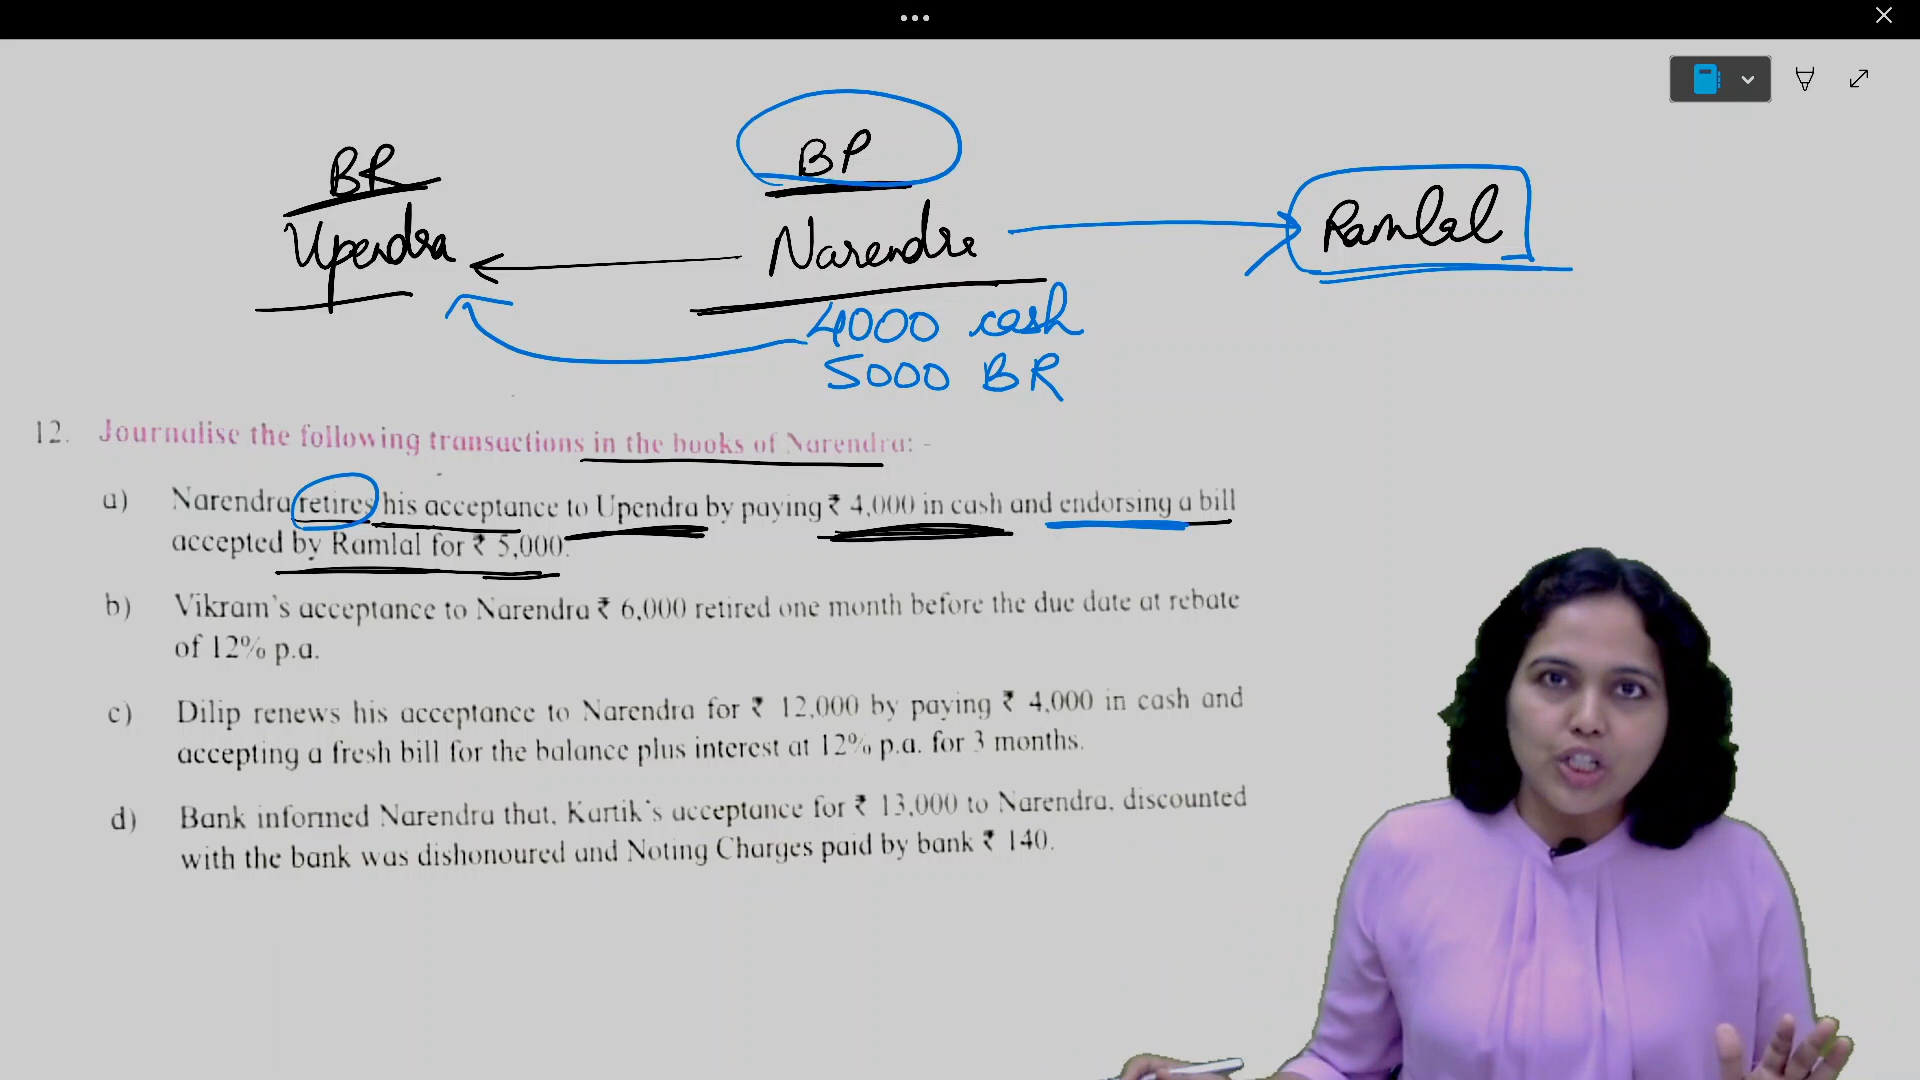 BR
BP
Upendra
Narendra
Ramlal
4000 cash
5000 BR
12. Journalise the following transactions in the books of Narendra: -
a) Narendra retires his acceptance to Upendra by paying ₹ 4,000 in cash and endorsing a bill
accepted by Ramlal for ₹ 5,000.
b) Vikram's acceptance to Narendra ₹ 6,000 retired one month before the due date at rebate
of 12% p.a.
c) Dilip renews his acceptance to Narendra for ₹ 12,000 by paying ₹ 4,000 in cash and
accepting a fresh bill for the balance plus interest at 12% p.a. for 3 months.
d) Bank informed Narendra that, Kartik's acceptance for ₹ 13,000 to Narendra, discounted
with the bank was dishonoured and Noting Charges paid by bank ₹ 140.